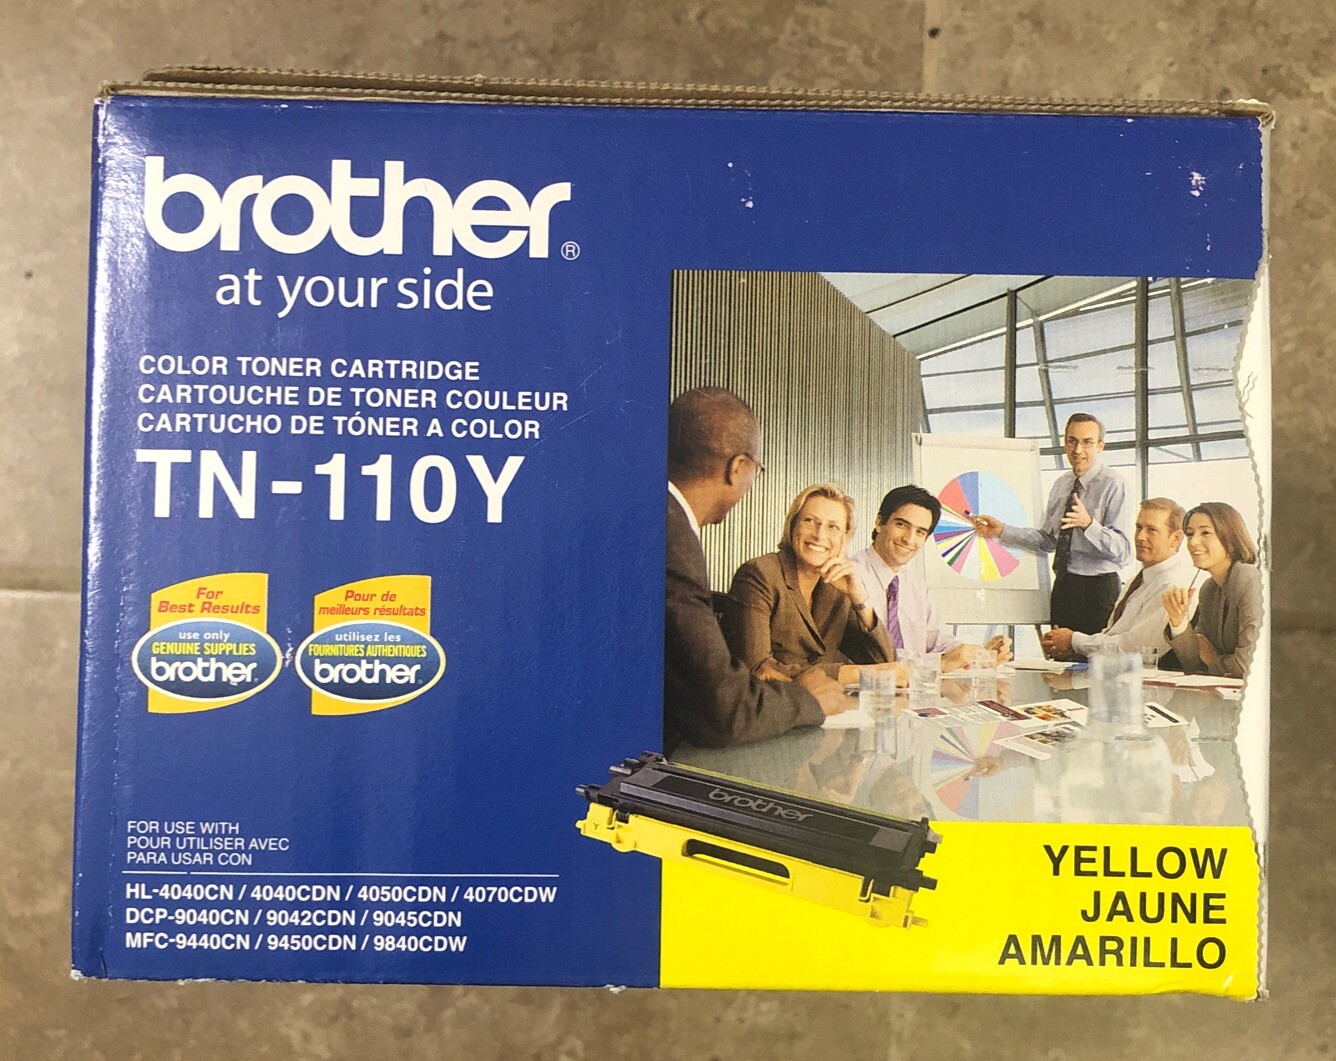 brother®
at your side
COLOR TONER CARTRIDGE
CARTOUCHE DE TONER COULEUR
CARTUCHO DE TÓNER A COLOR
TN-110Y
For
Best Results
use only
GENUINE SUPPLIES
brother
Pour de
meilleurs résultats
utilisez les
FOURNITURES AUTHENTIQUES
brother
FOR USE WITH
POUR UTILISER AVEC
PARA USAR CON
HL-4040CN / 4040CDN / 4050CDN / 4070CDW
DCP-9040CN / 9042CDN / 9045CDN
MFC-9440CN / 9450CDN / 9840CDW
brother
Y
YELLOW
JAUNE
AMARILLO